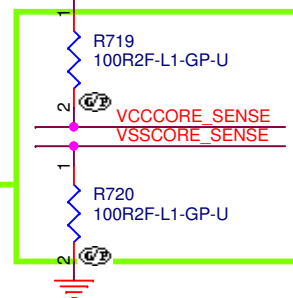 1
R719
100R2F-L1-GP-U
2
G/P
VCCCORE_SENSE
VSSCORE_SENSE
1
R720
100R2F-L1-GP-U
2
G/P